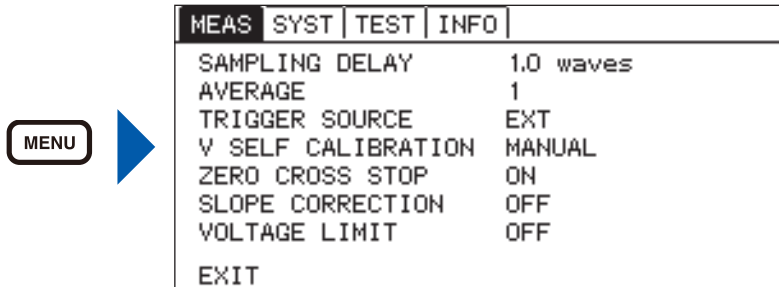 MEAS SYST TEST INFO
MENU
SAMPLING DELAY 1.0 waves
AVERAGE 1
TRIGGER SOURCE EXT
V SELF CALIBRATION MANUAL
ZERO CROSS STOP ON
SLOPE CORRECTION OFF
VOLTAGE LIMIT OFF
EXIT